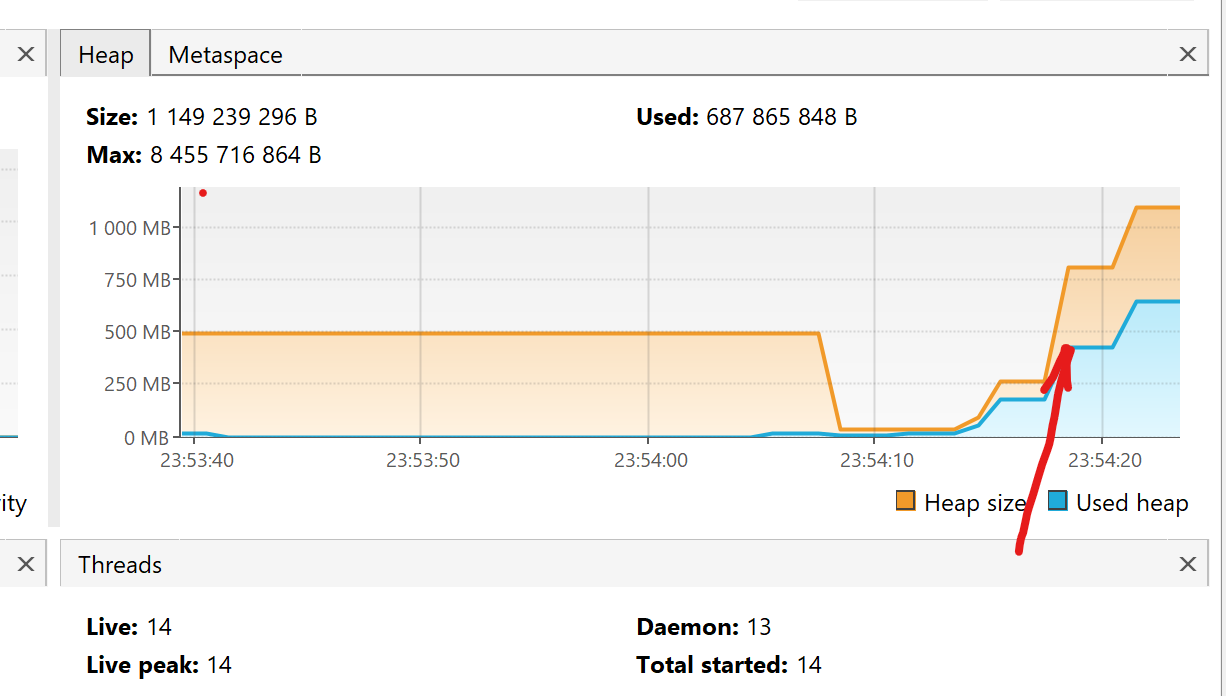 Heap Metaspace
Size: 1 149 239 296 B Used: 687 865 848 B
Max: 8 455 716 864 B
1 000 MB
750 MB
500 MB
250 MB
0 MB
23:53:40 23:53:50 23:54:00 23:54:10 23:54:20
ity Heap size Used heap
Threads
Live: 14 Daemon: 13
Live peak: 14 Total started: 14